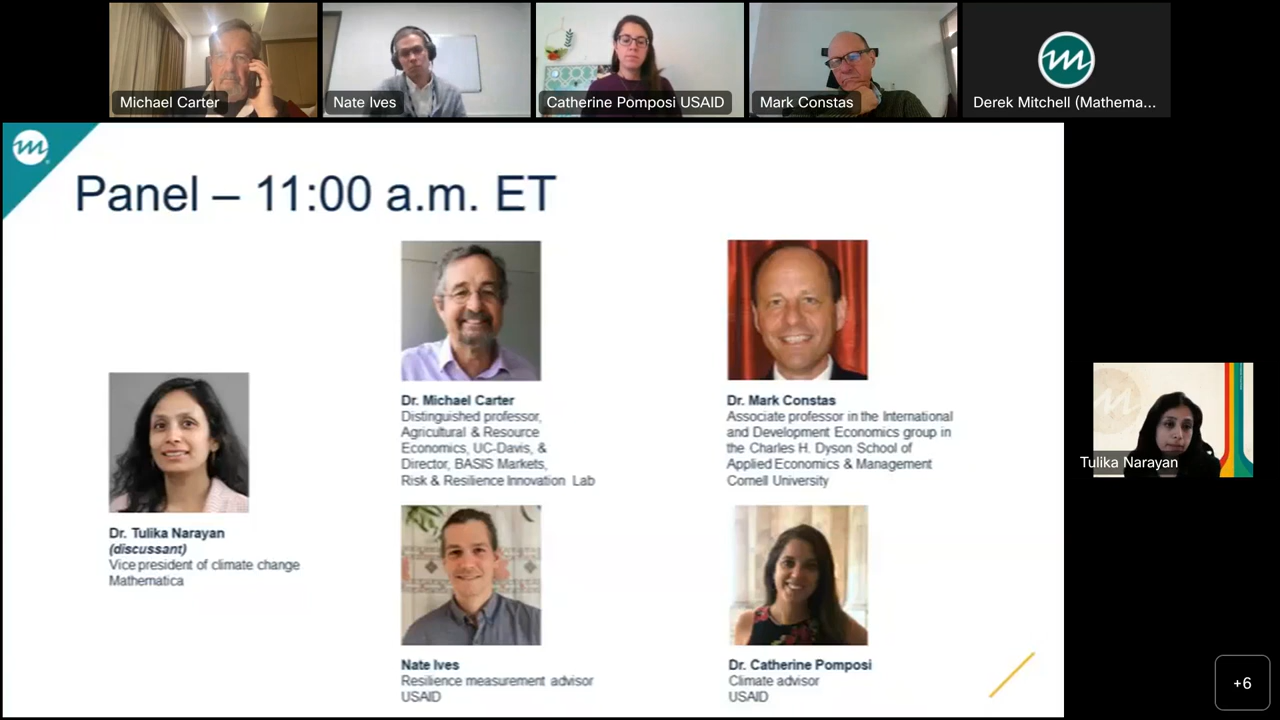 Michael Carter
Nate Ives
Catherine Pomposi USAID
Mark Constas
Derek Mitchell (Mathema...
Panel – 11:00 a.m. ET
Dr. Tulika Narayan
(discussant)
Vice president of climate change
Mathematica
Dr. Michael Carter
Distinguished professor,
Agricultural & Resource
Economics, UC-Davis, &
Director, BASIS Markets,
Risk & Resilience Innovation Lab
Dr. Mark Constas
Associate professor in the International
and Development Economics group in
the Charles H. Dyson School of
Applied Economics & Management
Cornell University
Nate Ives
Resilience measurement advisor
USAID
Dr. Catherine Pomposi
Climate advisor
USAID
Tulika Narayan
+6